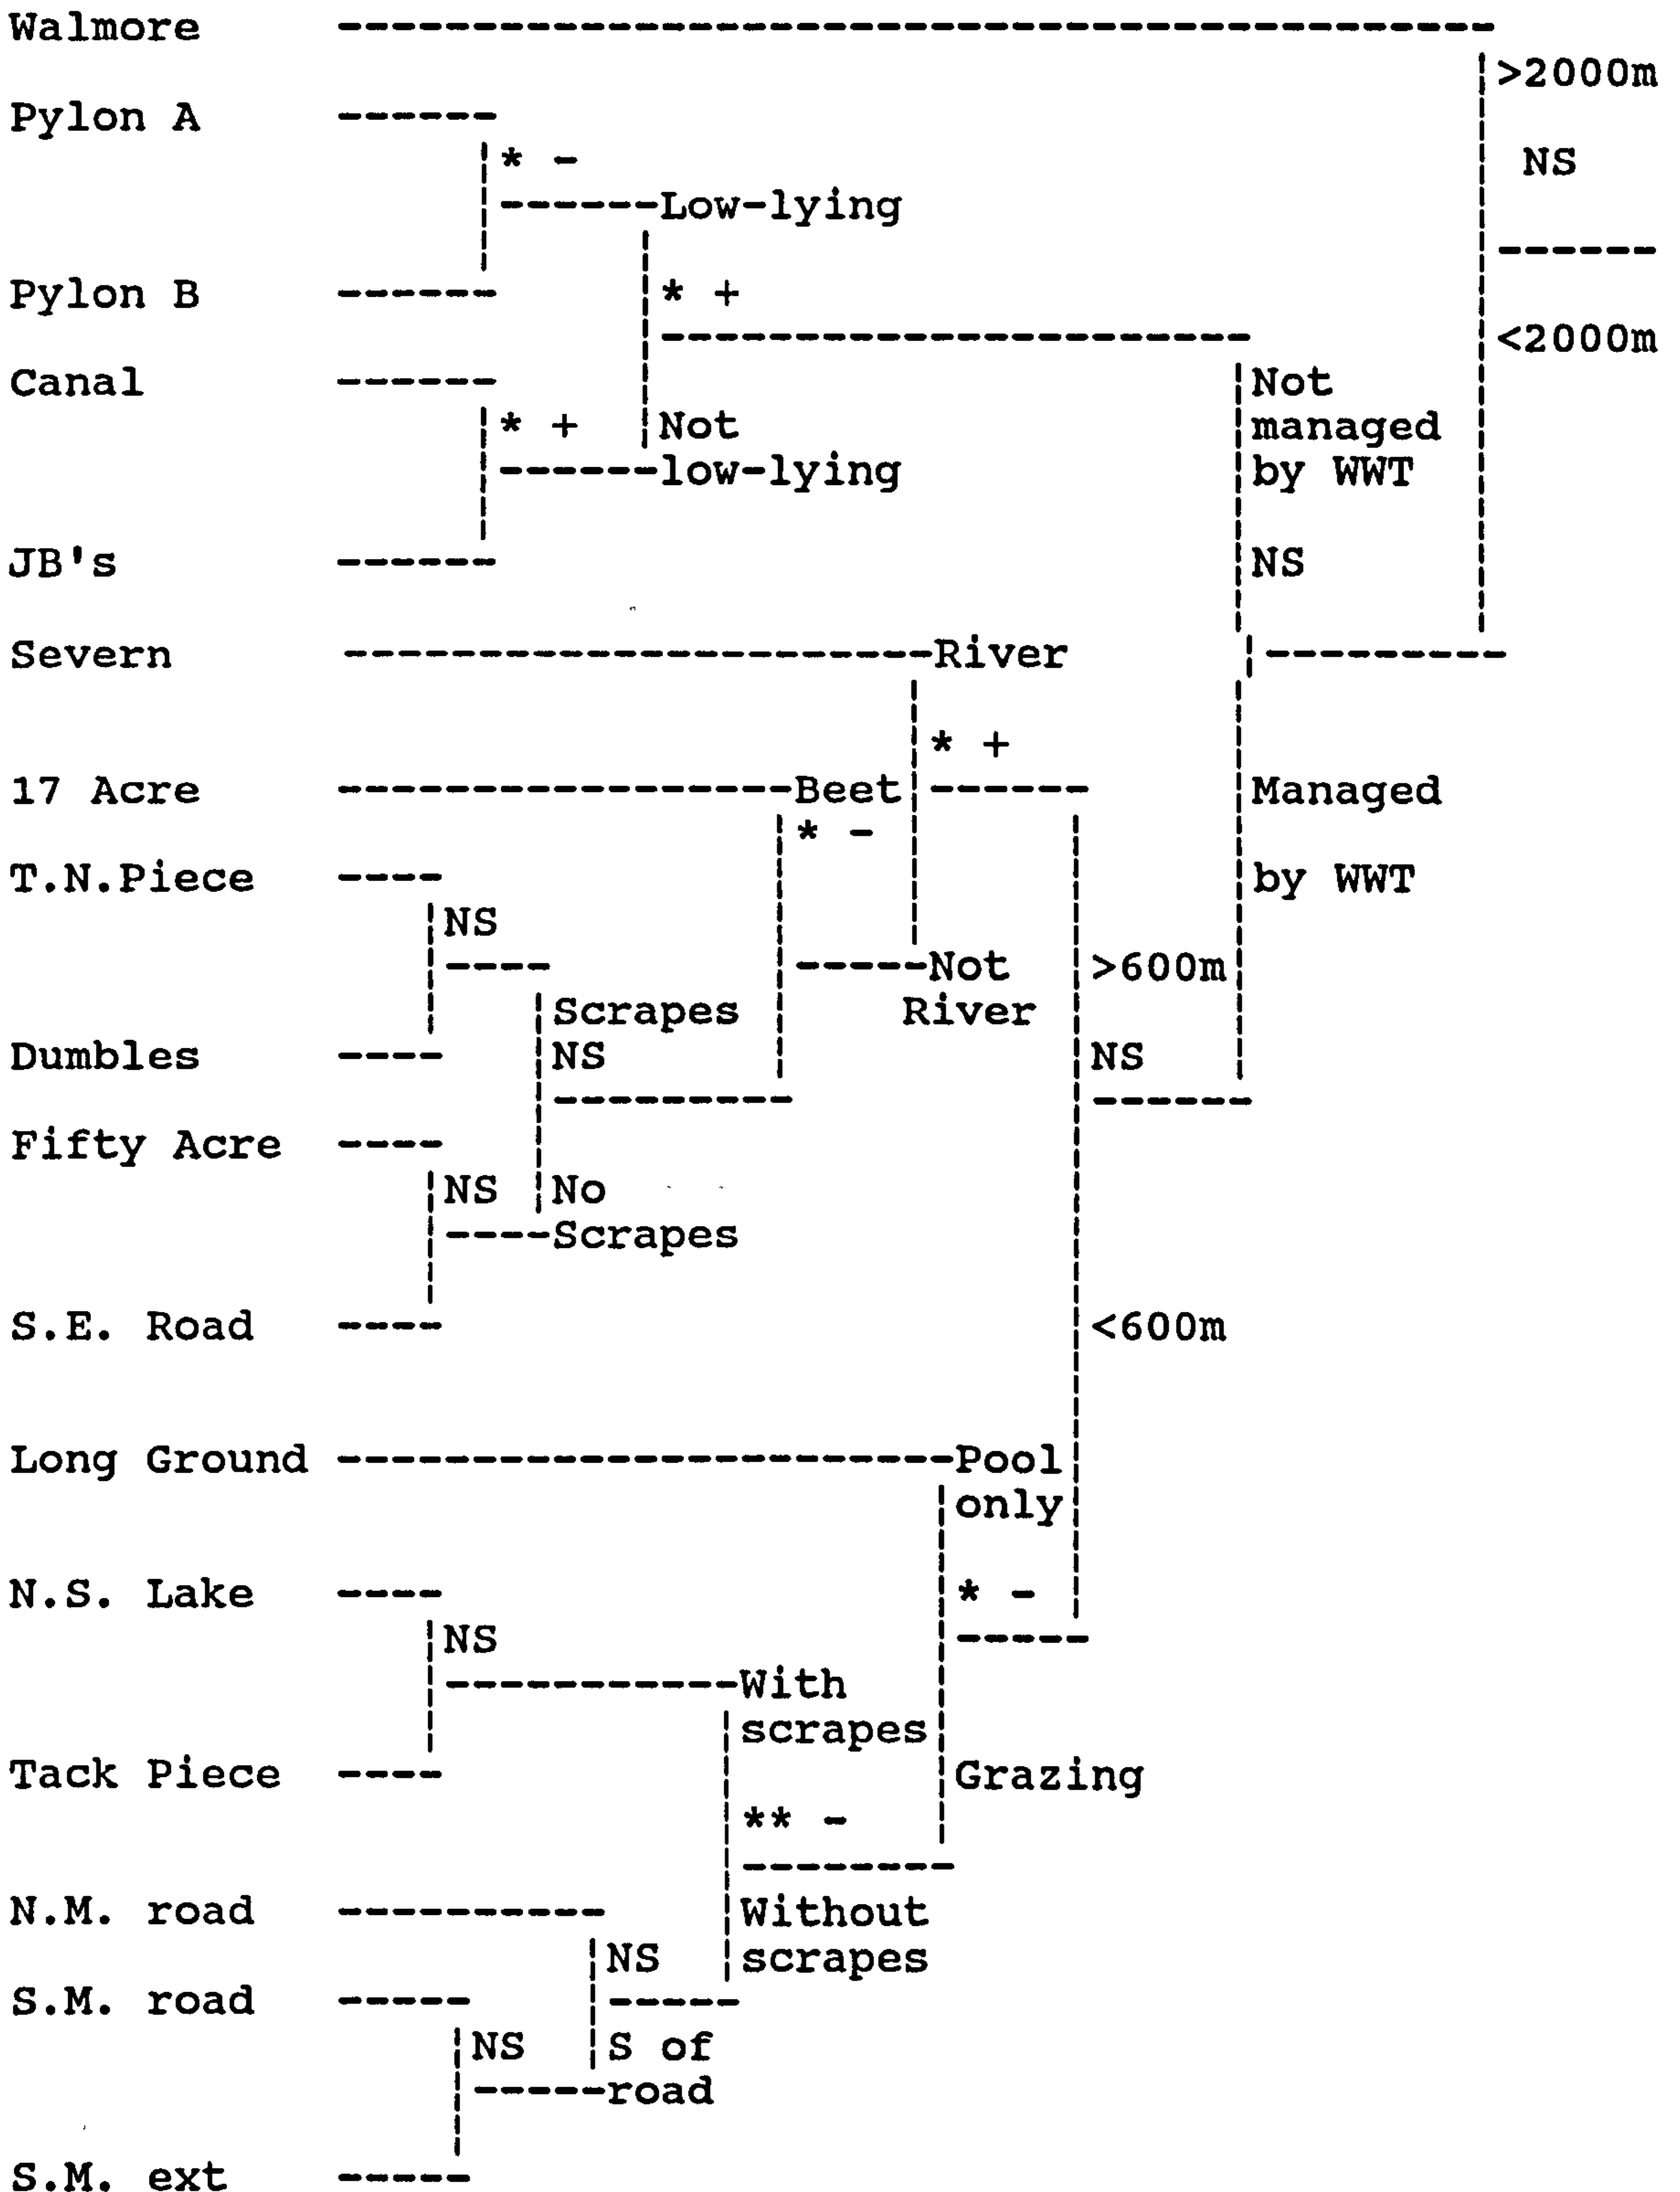 Walmore
>2000m
Pylon A
* - NS
Low-lying
Pylon B * +
<2000m
Canal Not
* + Not managed
low-lying by WWT
JB's NS
Severn River
* +
17 Acre Beet Managed
* -
T.N.Piece by WWT
NS
Not >600m
Scrapes River
Dumbles NS NS
Fifty Acre
NS No
Scrapes
S.E. Road <600m
Long Ground Pool
only
N.S. Lake * -
NS
With
scrapes
Tack Piece Grazing
** -
N.M. road Without
NS scrapes
S.M. road
NS S of
road
S.M. ext